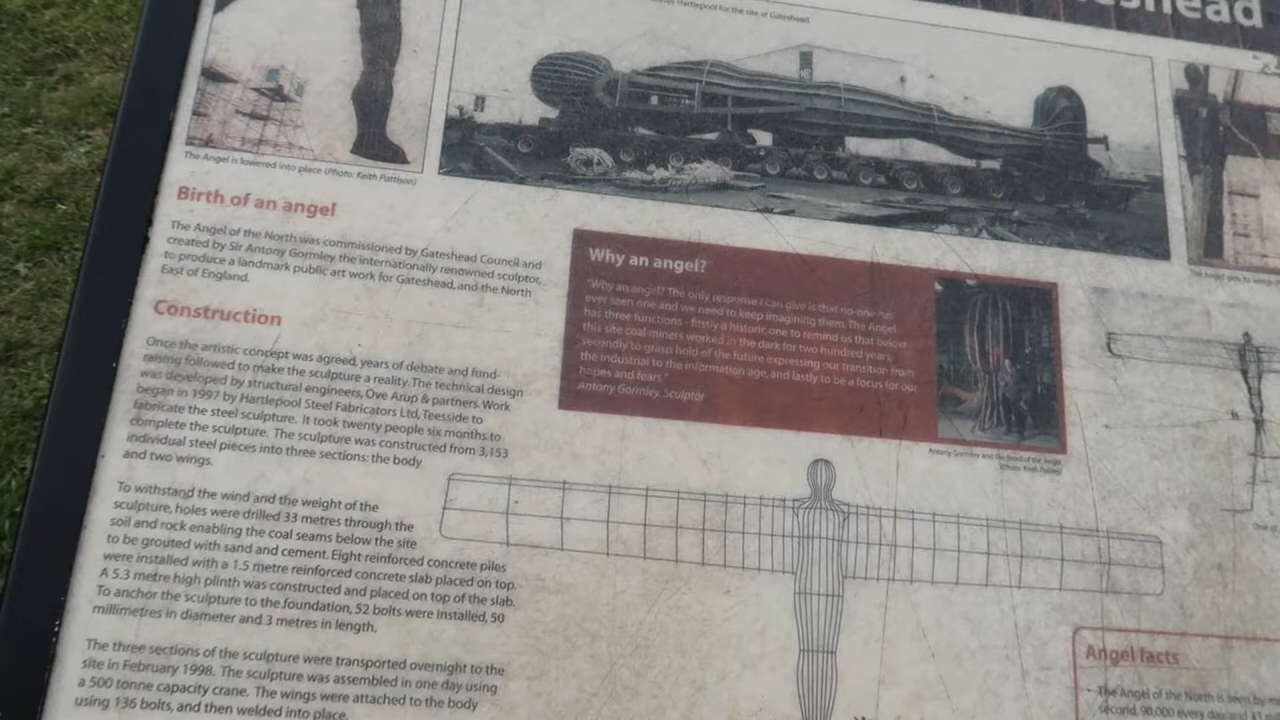 Hartlepool for the site at Gateshead.
The Angel is lowered into place (Photo: Keith Pattison)
Birth of an angel
The Angel of the North was commissioned by Gateshead Council and
created by Sir Antony Gormley the internationally renowned sculptor,
to produce a landmark public art work for Gateshead, and the North
East of England.
Construction
Once the artistic concept was agreed, years of debate and fund-
raising followed to make the sculpture a reality. The technical design
was developed by structural engineers, Ove Arup & partners. Work
began in 1997 by Hartlepool Steel Fabricators Ltd, Teesside to
fabricate the steel sculpture. It took twenty people six months to
complete the sculpture. The sculpture was constructed from 3,153
individual steel pieces into three sections: the body
and two wings.
To withstand the wind and the weight of the
sculpture, holes were drilled 33 metres through the
soil and rock enabling the coal seams below the site
to be grouted with sand and cement. Eight reinforced concrete piles
were installed with a 1.5 metre reinforced concrete slab placed on top.
A 5.3 metre high plinth was constructed and placed on top of the slab.
To anchor the sculpture to the foundation, 52 bolts were installed, 50
millimetres in diameter and 3 metres in length.
The three sections of the sculpture were transported overnight to the
site in February 1998. The sculpture was assembled in one day using
a 500 tonne capacity crane. The wings were attached to the body
using 136 bolts, and then welded into place.
Why an angel?
"Why an angel? The only response I can give is that no-one has
ever seen one and we need to keep imagining them. The Angel
has three functions - firstly a historic one to remind us that below
this site coal miners worked in the dark for two hundred years,
secondly to grasp hold of the future expressing our transition from
the industrial to the information age, and lastly to be a focus for our
hopes and fears."
Antony Gormley. Sculptor
Antony Gormley and the head of the Angel
(Photo: Keith Pattison)
The Angel gets its wings
Angel facts
The Angel of the North is seen by
second, 90,000 every day and 33